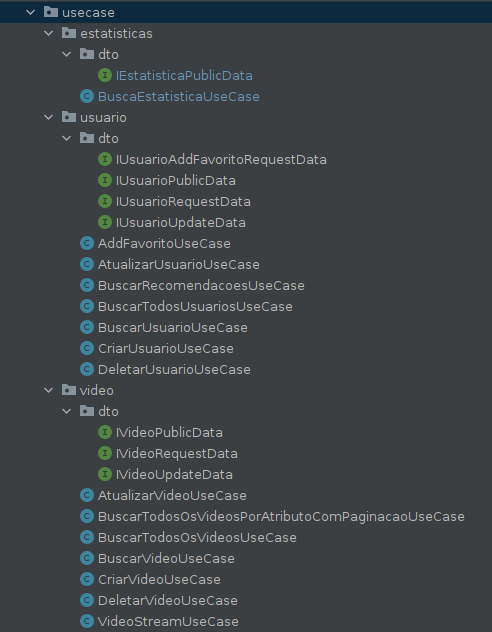 usecase
estatisticas
dto
IEstatisticaPublicData
BuscaEstatisticaUseCase
usuario
dto
IUsuarioAddFavoritoRequestData
IUsuarioPublicData
IUsuarioRequestData
IUsuarioUpdateData
AddFavoritoUseCase
AtualizarUsuarioUseCase
BuscarRecomendacoesUseCase
BuscarTodosUsuariosUseCase
BuscarUsuarioUseCase
CriarUsuarioUseCase
DeletarUsuarioUseCase
video
dto
IVideoPublicData
IVideoRequestData
IVideoUpdateData
AtualizarVideoUseCase
BuscarTodosOsVideosPorAtributoComPaginacaoUseCase
BuscarTodosOsVideosUseCase
BuscarVideoUseCase
CriarVideoUseCase
DeletarVideoUseCase
VideoStreamUseCase